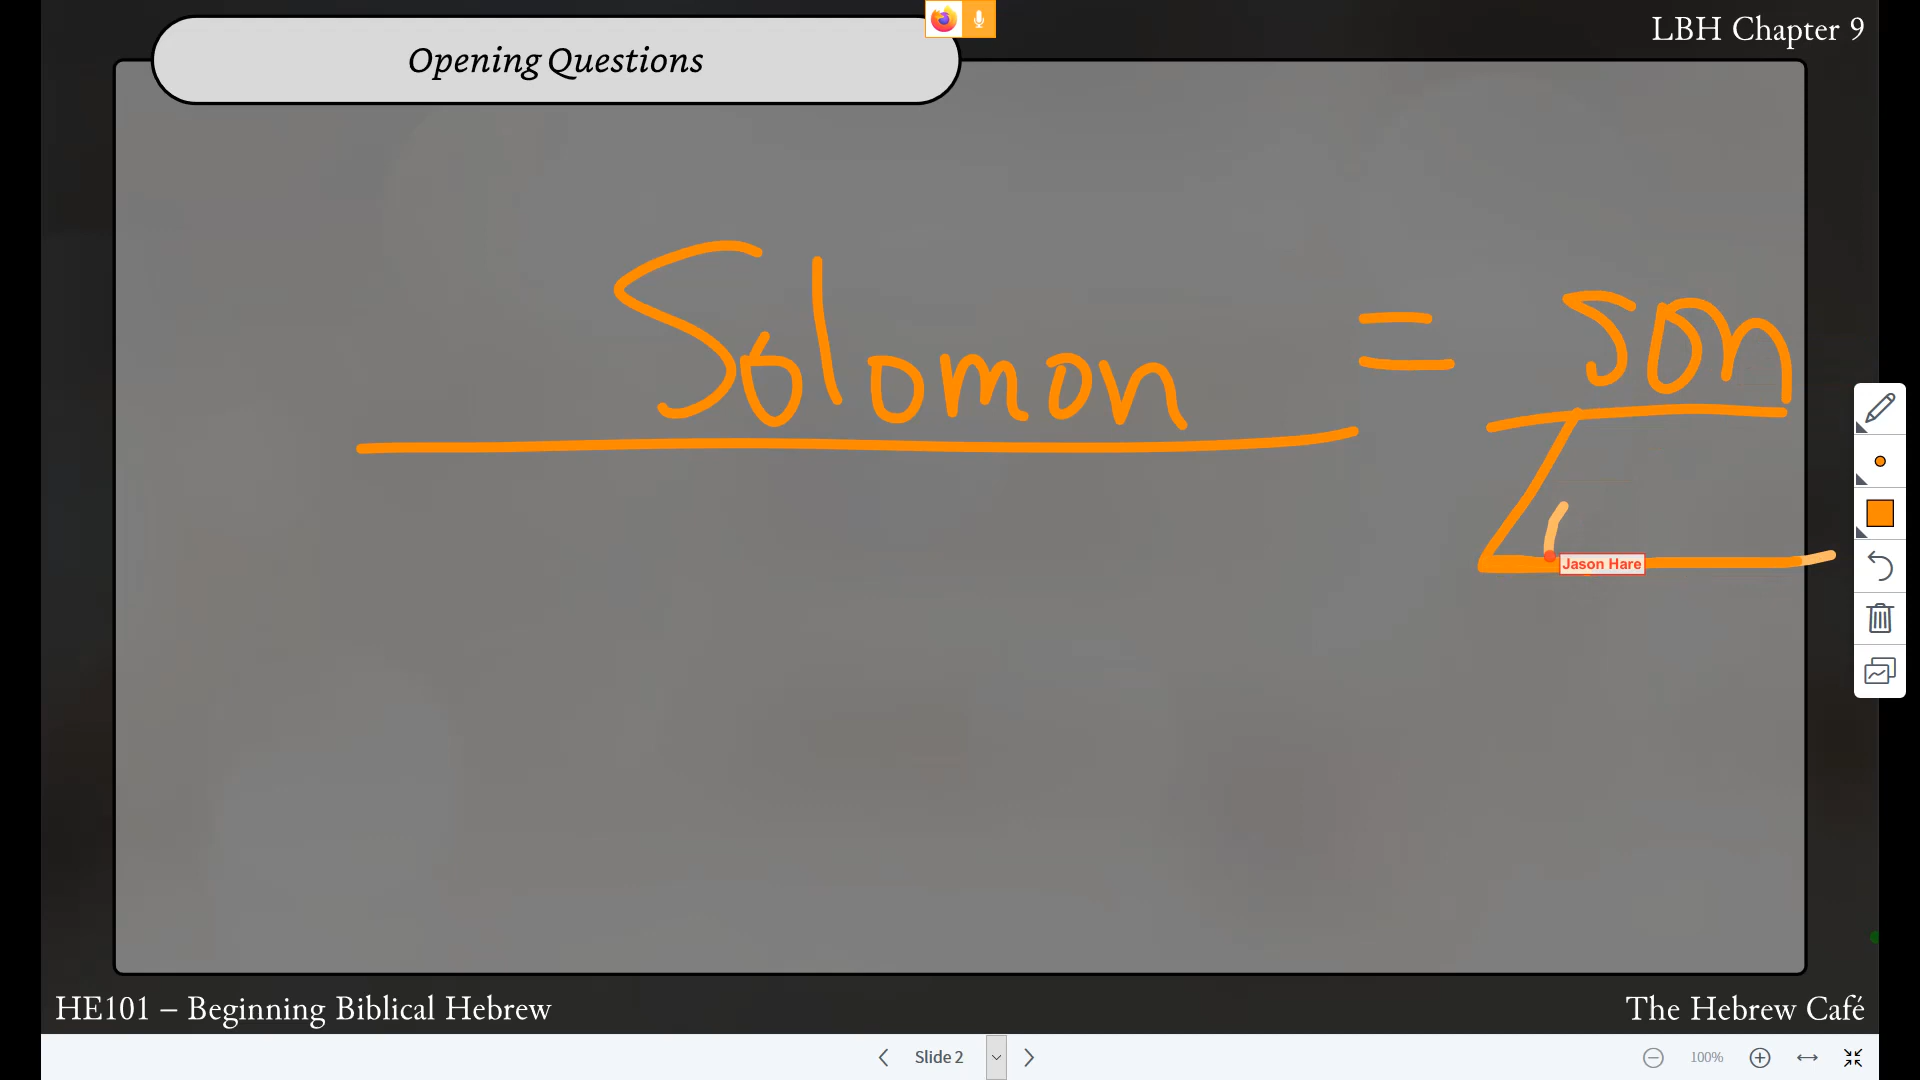 Opening Questions
LBH Chapter 9
Solomon = son
Jason Hare
HE101 – Beginning Biblical Hebrew
The Hebrew Café
Slide 2
100%